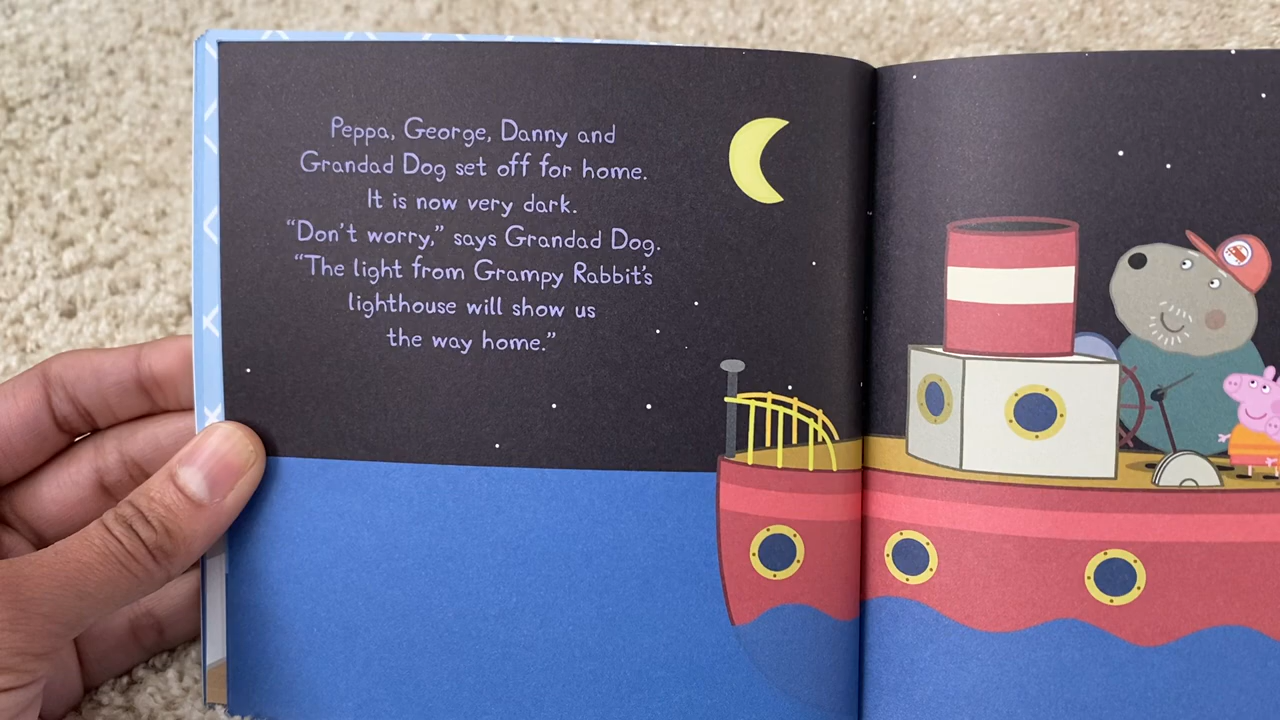 Peppa, George, Danny and
Grandad Dog set off for home.
It is now very dark.
“Don't worry,” says Grandad Dog.
“The light from Grampy Rabbit's
lighthouse will show us
the way home.”